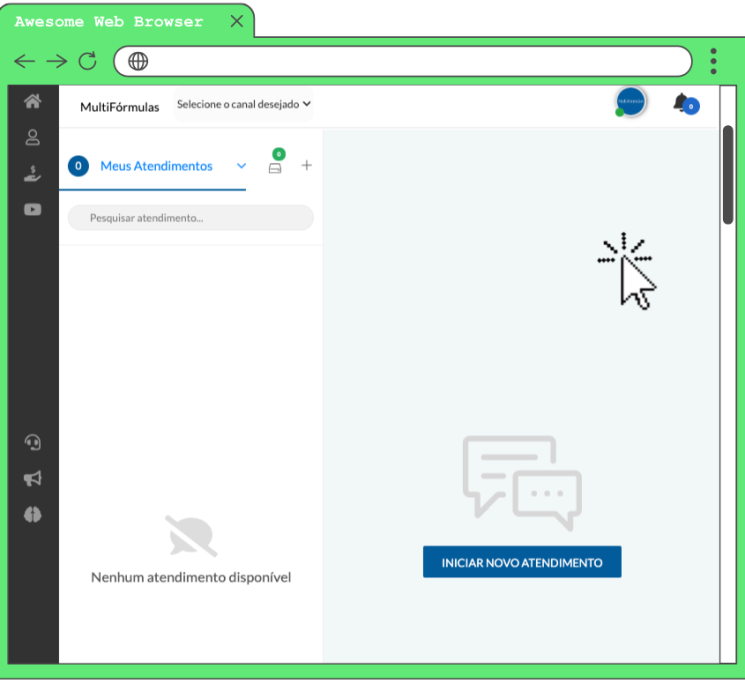 Awesome Web Browser
MultiFórmulas
Selecione o canal desejado
0
0
Meus Atendimentos
0
Pesquisar atendimento...
Nenhum atendimento disponível
INICIAR NOVO ATENDIMENTO